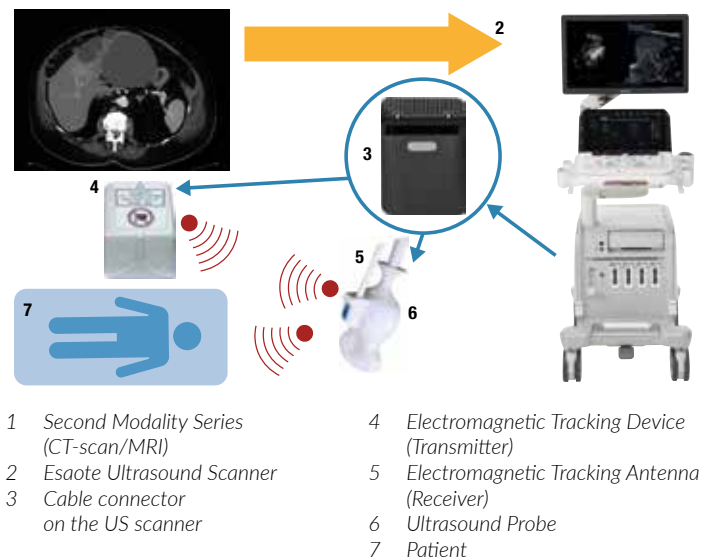 2
3
4
5
6
7
1 Second Modality Series
(CT-scan/MRI)
2 Esaote Ultrasound Scanner
3 Cable connector
on the US scanner
4 Electromagnetic Tracking Device
(Transmitter)
5 Electromagnetic Tracking Antenna
(Receiver)
6 Ultrasound Probe
7 Patient